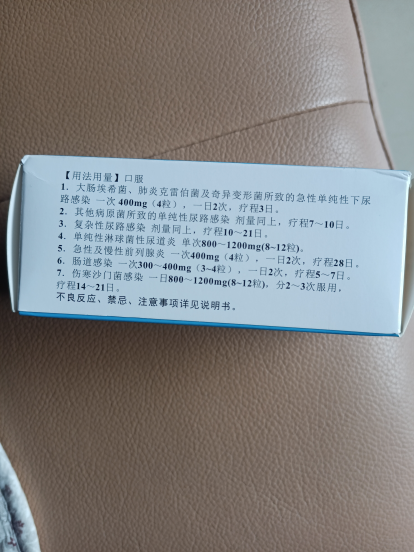 【用法用量】口服
1. 大肠埃希菌、肺炎克雷伯菌及奇异变形菌所致的急性单纯性下尿
路感染 一次400mg（4粒），一日2次，疗程3日。
2. 其他病原菌所致的单纯性尿路感染 剂量同上，疗程7～10日。
3. 复杂性尿路感染 剂量同上，疗程10～21日。
4. 单纯性淋球菌性尿道炎 单次800~1200mg(8~12粒)。
5. 急性及慢性前列腺炎 一次400mg（4粒），一日2次，疗程28日。
6. 肠道感染 一次300~400mg（3~4粒），一日2次，疗程5～7日。
7. 伤寒沙门菌感染 一日800~1200mg(8~12粒)，分2～3次服用，
疗程14～21日。
不良反应、禁忌、注意事项详见说明书。